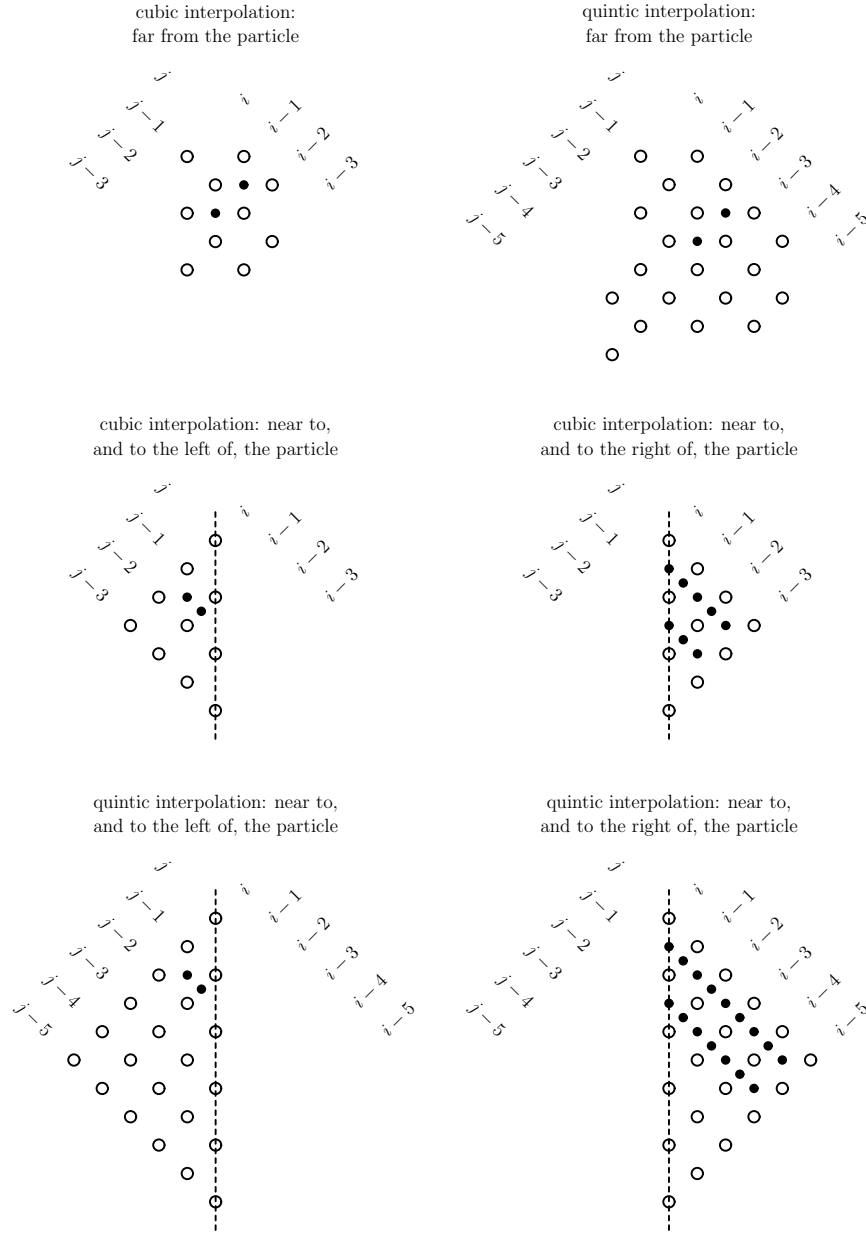 cubic interpolation:
far from the particle
j
j − 1
j − 2
j − 3
i
i − 1
i − 2
i − 3
quintic interpolation:
far from the particle
j
j − 1
j − 2
j − 3
j − 4
j − 5
i
i − 1
i − 2
i − 3
i − 4
i − 5
cubic interpolation: near to,
and to the left of, the particle
j
j − 1
j − 2
j − 3
i
i − 1
i − 2
i − 3
cubic interpolation: near to,
and to the right of, the particle
j
j − 1
j − 2
j − 3
i
i − 1
i − 2
i − 3
quintic interpolation: near to,
and to the left of, the particle
j
j − 1
j − 2
j − 3
j − 4
j − 5
i
i − 1
i − 2
i − 3
i − 4
i − 5
quintic interpolation: near to,
and to the right of, the particle
j
j − 1
j − 2
j − 3
j − 4
j − 5
i
i − 1
i − 2
i − 3
i − 4
i − 5